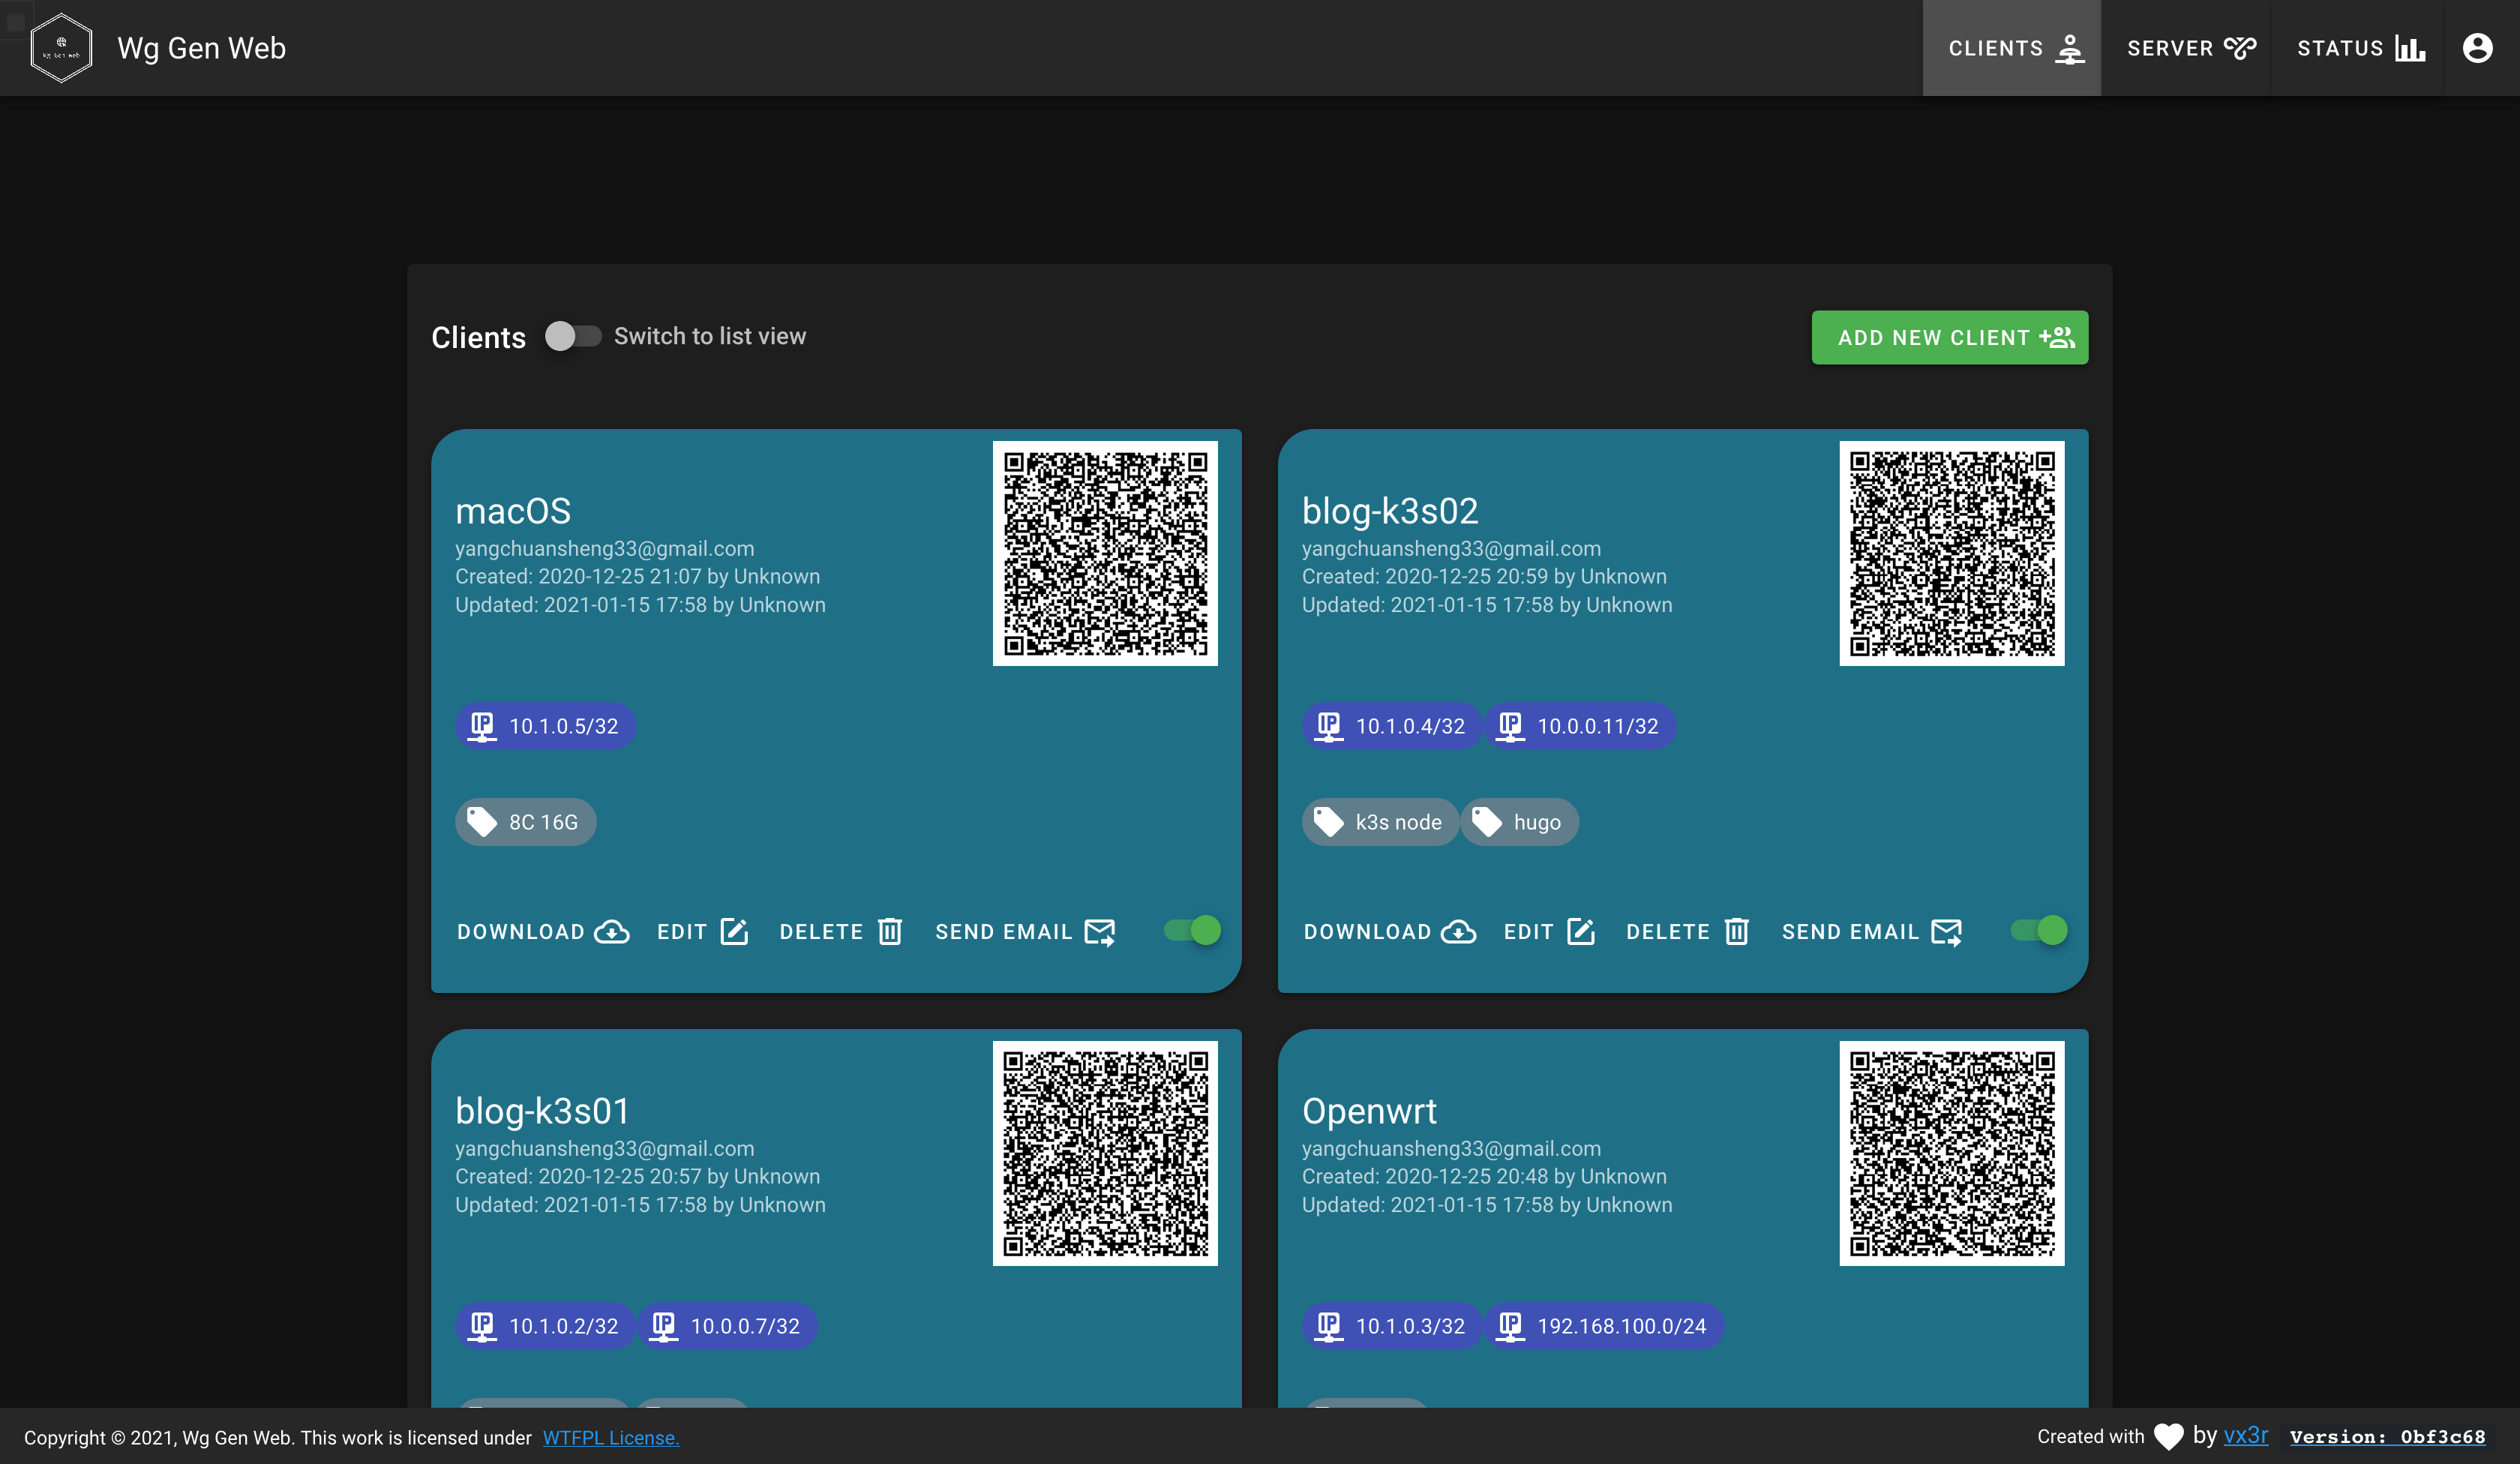 Wg Gen Web
CLIENTS
SERVER
STATUS
Clients
Switch to list view
ADD NEW CLIENT
macOS
yangchuansheng33@gmail.com
Created: 2020-12-25 21:07 by Unknown
Updated: 2021-01-15 17:58 by Unknown
IP 10.1.0.5/32
8C 16G
DOWNLOAD EDIT DELETE SEND EMAIL
blog-k3s02
yangchuansheng33@gmail.com
Created: 2020-12-25 20:59 by Unknown
Updated: 2021-01-15 17:58 by Unknown
IP 10.1.0.4/32 IP 10.0.0.11/32
k3s node hugo
DOWNLOAD EDIT DELETE SEND EMAIL
blog-k3s01
yangchuansheng33@gmail.com
Created: 2020-12-25 20:57 by Unknown
Updated: 2021-01-15 17:58 by Unknown
IP 10.1.0.2/32 IP 10.0.0.7/32
Openwrt
yangchuansheng33@gmail.com
Created: 2020-12-25 20:48 by Unknown
Updated: 2021-01-15 17:58 by Unknown
IP 10.1.0.3/32 IP 192.168.100.0/24
Copyright © 2021, Wg Gen Web. This work is licensed under WTFPL License.
Created with by vx3r Version: 0bf3c68